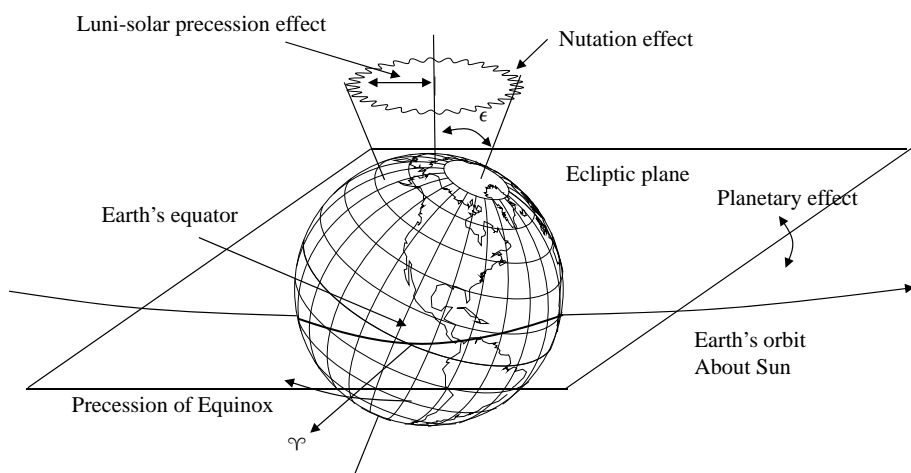 Luni-solar precession effect
Nutation effect
ϵ
Ecliptic plane
Planetary effect
Earth’s equator
Earth’s orbit
About Sun
Precession of Equinox
♈